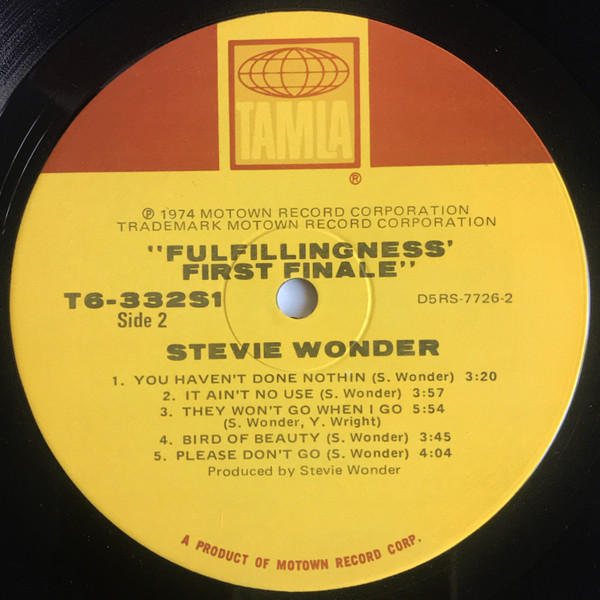 TAMLA
®
℗ 1974 MOTOWN RECORD CORPORATION
TRADEMARK MOTOWN RECORD CORPORATION
"FULFILLINGNESS'
FIRST FINALE"
T6-332S1
D5RS-7726-2
Side 2
STEVIE WONDER
1. YOU HAVEN'T DONE NOTHIN (S. Wonder) 3:20
2. IT AIN'T NO USE (S. Wonder) 3:57
3. THEY WON'T GO WHEN I GO 5:54
(S. Wonder, Y. Wright)
4. BIRD OF BEAUTY (S. Wonder) 3:45
5. PLEASE DON'T GO (S. Wonder) 4:04
Produced by Stevie Wonder
A PRODUCT OF MOTOWN RECORD CORP.